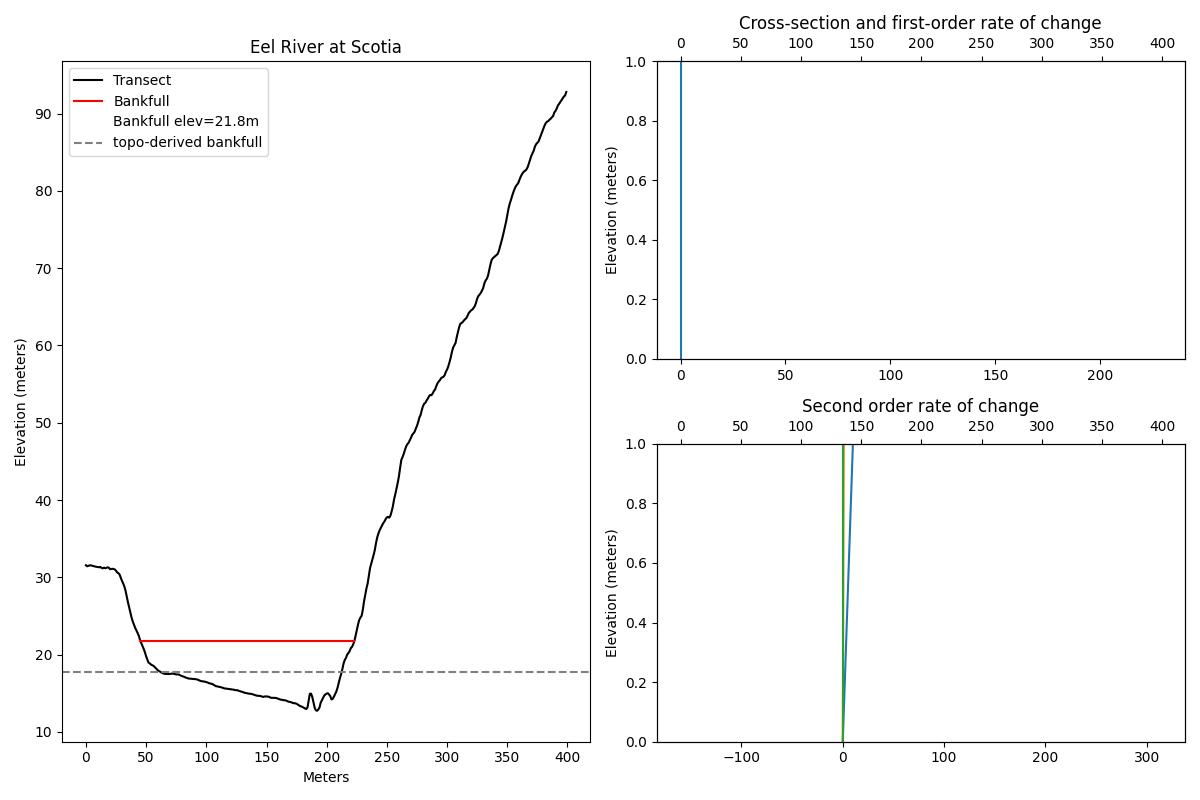 Eel River at Scotia
Transect
Bankfull
Bankfull elev=21.8m
topo-derived bankfull
90
80
70
60
50
40
30
20
10
Elevation (meters)
0 50 100 150 200 250 300 350 400
Meters
Cross-section and first-order rate of change
0 50 100 150 200 250 300 350 400
1.0
0.8
0.6
0.4
0.2
0.0
Elevation (meters)
0 50 100 150 200
Second order rate of change
0 50 100 150 200 250 300 350 400
1.0
0.8
0.6
0.4
0.2
0.0
Elevation (meters)
−100 0 100 200 300